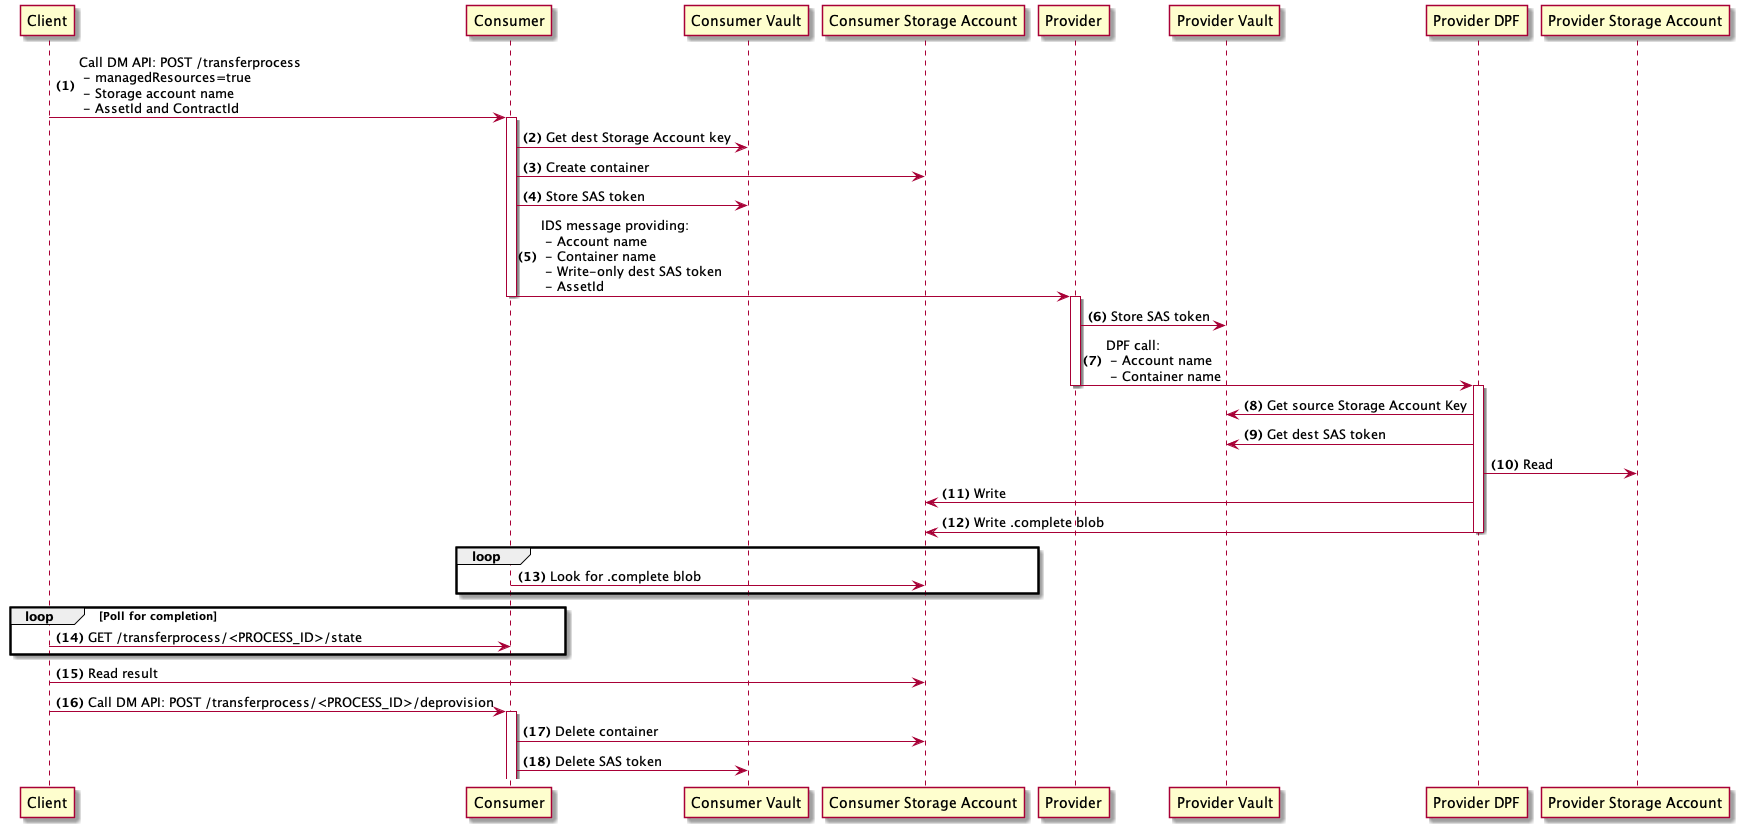 Client
Consumer
Consumer Vault
Consumer Storage Account
Provider
Provider Vault
Provider DPF
Provider Storage Account
Call DM API: POST /transferprocess
- managedResources=true
(1)
- Storage account name
- AssetId and ContractId
(2) Get dest Storage Account key
(3) Create container
(4) Store SAS token
IDS message providing:
- Account name
(5) - Container name
- Write-only dest SAS token
- AssetId
(6) Store SAS token
DPF call:
(7) - Account name
- Container name
(8) Get source Storage Account Key
(9) Get dest SAS token
(10) Read
(11) Write
(12) Write .complete blob
loop
(13) Look for .complete blob
loop [Poll for completion]
(14) GET /transferprocess/<PROCESS_ID>/state
(15) Read result
(16) Call DM API: POST /transferprocess/<PROCESS_ID>/deprovision
(17) Delete container
(18) Delete SAS token
Client
Consumer
Consumer Vault
Consumer Storage Account
Provider
Provider Vault
Provider DPF
Provider Storage Account